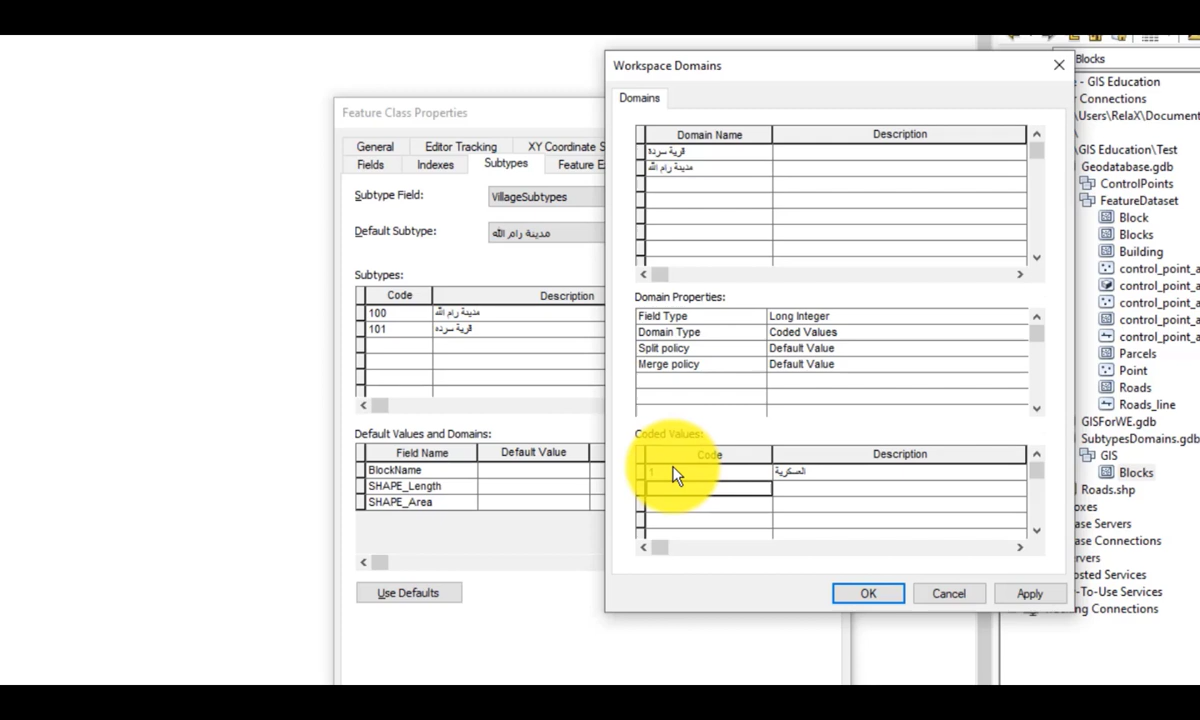 Workspace Domains
Domains
Domain Name Description
قرية سرده
مدينة رام الله
Domain Properties:
Field Type Long Integer
Domain Type Coded Values
Split policy Default Value
Merge policy Default Value
Coded Values:
Code Description
1 العسكرية
OK Cancel Apply
Feature Class Properties
General Editor Tracking XY Coordinate S
Fields Indexes Subtypes Feature E
Subtype Field: VillageSubtypes
Default Subtype: مدينة رام الله
Subtypes:
Code Description
100 مدينة رام الله
101 قرية سرده
Default Values and Domains:
Field Name Default Value
BlockName
SHAPE_Length
SHAPE_Area
Use Defaults
Blocks
- GIS Education
Connections
\Users\RelaX\Document
\GIS Education\Test
Geodatabase.gdb
ControlPoints
FeatureDataset
Block
Blocks
Building
control_point_a
control_point_a
control_point_a
control_point_a
control_point_a
Parcels
Point
Roads
Roads_line
GISForWE.gdb
SubtypesDomains.gdb
GIS
Blocks
Roads.shp
oxes
ase Servers
ase Connections
ervers
osted Services
-To-Use Services
king Connections